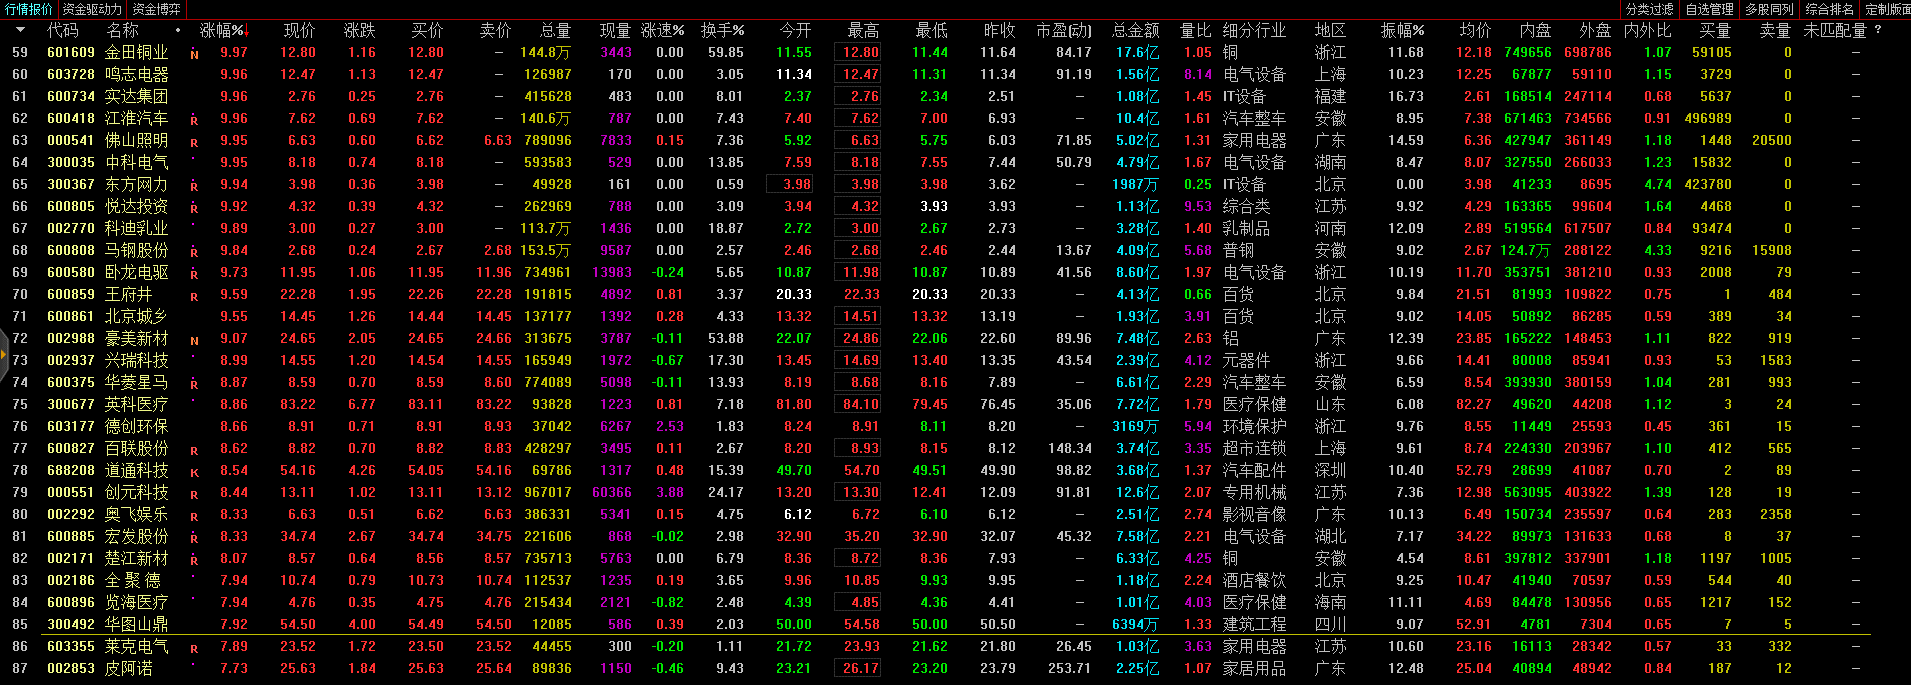 行情报价 资金驱动力 资金博弈 分类过滤 自选管理 多股同列 综合排名 定制版面
代码 名称 涨幅%↓ 现价 涨跌 买价 卖价 总量 现量 涨速% 换手% 今开 最高 最低 昨收 市盈(动) 总金额 量比 细分行业 地区 振幅% 均价 内盘 外盘 内外比 买量 卖量 未匹配量 ?
59 601609 金田铜业 N 9.97 12.80 1.16 12.80 — 144.8万 3443 0.00 59.85 11.55 12.80 11.44 11.64 84.17 17.6亿 1.05 铜 浙江 11.68 12.18 749656 698786 1.07 59105 0 —
60 603728 鸣志电器 9.96 12.47 1.13 12.47 — 126987 170 0.00 3.05 11.34 12.47 11.31 11.34 91.19 1.56亿 8.14 电气设备 上海 10.23 12.25 67877 59110 1.15 3729 0 —
61 600734 实达集团 9.96 2.76 0.25 2.76 — 415628 483 0.00 8.01 2.37 2.76 2.34 2.51 — 1.08亿 1.45 IT设备 福建 16.73 2.61 168514 247114 0.68 5637 0 —
62 600418 江淮汽车 R 9.96 7.62 0.69 7.62 — 140.6万 787 0.00 7.43 7.40 7.62 7.00 6.93 — 10.4亿 1.61 汽车整车 安徽 8.95 7.38 671463 734566 0.91 496989 0 —
63 000541 佛山照明 R 9.95 6.63 0.60 6.62 6.63 789096 7833 0.15 7.36 5.92 6.63 5.75 6.03 71.85 5.02亿 1.31 家用电器 广东 14.59 6.36 427947 361149 1.18 1448 20500 —
64 300035 中科电气 9.95 8.18 0.74 8.18 — 593583 529 0.00 13.85 7.59 8.18 7.55 7.44 50.79 4.79亿 1.67 电气设备 湖南 8.47 8.07 327550 266033 1.23 15832 0 —
65 300367 东方网力 R 9.94 3.98 0.36 3.98 — 49928 161 0.00 0.59 3.98 3.98 3.98 3.62 — 1987万 0.25 IT设备 北京 0.00 3.98 41233 8695 4.74 423780 0 —
66 600805 悦达投资 R 9.92 4.32 0.39 4.32 — 262969 788 0.00 3.09 3.94 4.32 3.93 3.93 — 1.13亿 9.53 综合类 江苏 9.92 4.29 163365 99604 1.64 4468 0 —
67 002770 科迪乳业 9.89 3.00 0.27 3.00 — 113.7万 1436 0.00 18.87 2.72 3.00 2.67 2.73 — 3.28亿 1.40 乳制品 河南 12.09 2.89 519564 617507 0.84 93474 0 —
68 600808 马钢股份 R 9.84 2.68 0.24 2.67 2.68 153.5万 9587 0.00 2.57 2.46 2.68 2.46 2.44 13.67 4.09亿 5.68 普钢 安徽 9.02 2.67 124.7万 288122 4.33 9216 15908 —
69 600580 卧龙电驱 R 9.73 11.95 1.06 11.95 11.96 734961 13983 -0.24 5.65 10.87 11.98 10.87 10.89 41.56 8.60亿 1.97 电气设备 浙江 10.19 11.70 353751 381210 0.93 2008 79 —
70 600859 王府井 R 9.59 22.28 1.95 22.26 22.28 191815 4892 0.81 3.37 20.33 22.33 20.33 20.33 — 4.13亿 0.66 百货 北京 9.84 21.51 81993 109822 0.75 1 484 —
71 600861 北京城乡 9.55 14.45 1.26 14.44 14.45 137177 1392 0.28 4.33 13.32 14.51 13.32 13.19 — 1.93亿 3.91 百货 北京 9.02 14.05 50892 86285 0.59 389 34 —
72 002988 豪美新材 N 9.07 24.65 2.05 24.65 24.66 313675 3787 -0.11 53.88 22.07 24.86 22.06 22.60 89.96 7.48亿 2.63 铝 广东 12.39 23.85 165222 148453 1.11 822 919 —
73 002937 兴瑞科技 8.99 14.55 1.20 14.54 14.55 165949 1972 -0.67 17.30 13.45 14.69 13.40 13.35 43.54 2.39亿 4.12 元器件 浙江 9.66 14.41 80008 85941 0.93 53 1583 —
74 600375 华菱星马 R 8.87 8.59 0.70 8.59 8.60 774089 5098 -0.11 13.93 8.19 8.68 8.16 7.89 — 6.61亿 2.29 汽车整车 安徽 6.59 8.54 393930 380159 1.04 281 993 —
75 300677 英科医疗 8.86 83.22 6.77 83.11 83.22 93828 1223 0.81 7.18 81.80 84.10 79.45 76.45 35.06 7.72亿 1.79 医疗保健 山东 6.08 82.27 49620 44208 1.12 3 24 —
76 603177 德创环保 8.66 8.91 0.71 8.91 8.93 37042 6267 2.53 1.83 8.24 8.91 8.11 8.20 — 3169万 5.94 环境保护 浙江 9.76 8.55 11449 25593 0.45 361 15 —
77 600827 百联股份 R 8.62 8.82 0.70 8.82 8.83 428297 3495 0.11 2.67 8.20 8.93 8.15 8.12 148.34 3.74亿 3.35 超市连锁 上海 9.61 8.74 224330 203967 1.10 412 565 —
78 688208 道通科技 K 8.54 54.16 4.26 54.05 54.16 69786 1317 0.48 15.39 49.70 54.70 49.51 49.90 98.82 3.68亿 1.37 汽车配件 深圳 10.40 52.79 28699 41087 0.70 2 89 —
79 000551 创元科技 R 8.44 13.11 1.02 13.11 13.12 967017 60366 3.88 24.17 13.20 13.30 12.41 12.09 91.81 12.6亿 2.07 专用机械 江苏 7.36 12.98 563095 403922 1.39 128 19 —
80 002292 奥飞娱乐 R 8.33 6.63 0.51 6.62 6.63 386331 5341 0.15 4.75 6.12 6.72 6.10 6.12 — 2.51亿 2.74 影视音像 广东 10.13 6.49 150734 235597 0.64 283 2358 —
81 600885 宏发股份 R 8.33 34.74 2.67 34.74 34.75 221606 868 -0.02 2.98 32.90 35.20 32.90 32.07 45.32 7.58亿 2.21 电气设备 湖北 7.17 34.22 89973 131633 0.68 8 37 —
82 002171 楚江新材 R 8.07 8.57 0.64 8.56 8.57 735713 5763 0.00 6.79 8.36 8.72 8.36 7.93 — 6.33亿 4.25 铜 安徽 4.54 8.61 397812 337901 1.18 1197 1005 —
83 002186 全聚德 7.94 10.74 0.79 10.73 10.74 112537 1235 0.19 3.65 9.96 10.85 9.93 9.95 — 1.18亿 2.24 酒店餐饮 北京 9.25 10.47 41940 70597 0.59 544 40 —
84 600896 览海医疗 7.94 4.76 0.35 4.75 4.76 215434 2121 -0.82 2.48 4.39 4.85 4.36 4.41 — 1.01亿 4.03 医疗保健 海南 11.11 4.69 84478 130956 0.65 1217 152 —
85 300492 华图山鼎 7.92 54.50 4.00 54.49 54.50 12085 586 0.39 2.03 50.00 54.58 50.00 50.50 — 6394万 1.33 建筑工程 四川 9.07 52.91 4781 7304 0.65 7 5 —
86 603355 莱克电气 R 7.89 23.52 1.72 23.50 23.52 44455 300 -0.20 1.11 21.72 23.93 21.62 21.80 26.45 1.03亿 3.63 家用电器 江苏 10.60 23.16 16113 28342 0.57 33 332 —
87 002853 皮阿诺 7.73 25.63 1.84 25.63 25.64 89836 1150 -0.46 9.43 23.21 26.17 23.20 23.79 253.71 2.25亿 1.07 家居用品 广东 12.48 25.04 40894 48942 0.84 187 12 —